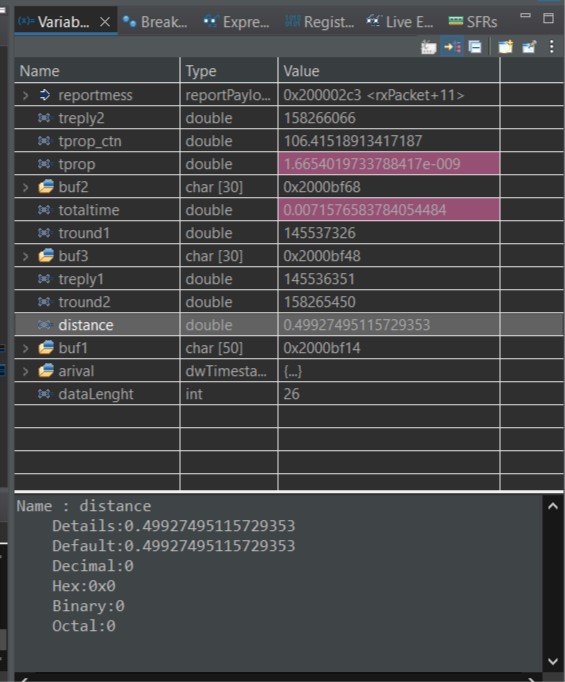 (x)= Variab... × Break... Expre... Regist... Live E... SFRs
Name Type Value
> reportmess reportPaylo... 0x200002c3 <rxPacket+11>
treply2 double 158266066
tprop_ctn double 106.41518913417187
tprop double 1.6654019733788417e-009
> buf2 char [30] 0x2000bf68
totaltime double 0.0071576583784054484
tround1 double 145537326
> buf3 char [30] 0x2000bf48
treply1 double 145536351
tround2 double 158265450
distance double 0.49927495115729353
> buf1 char [50] 0x2000bf14
> arival dwTimesta... {...}
dataLenght int 26
Name : distance
Details:0.49927495115729353
Default:0.49927495115729353
Decimal:0
Hex:0x0
Binary:0
Octal:0